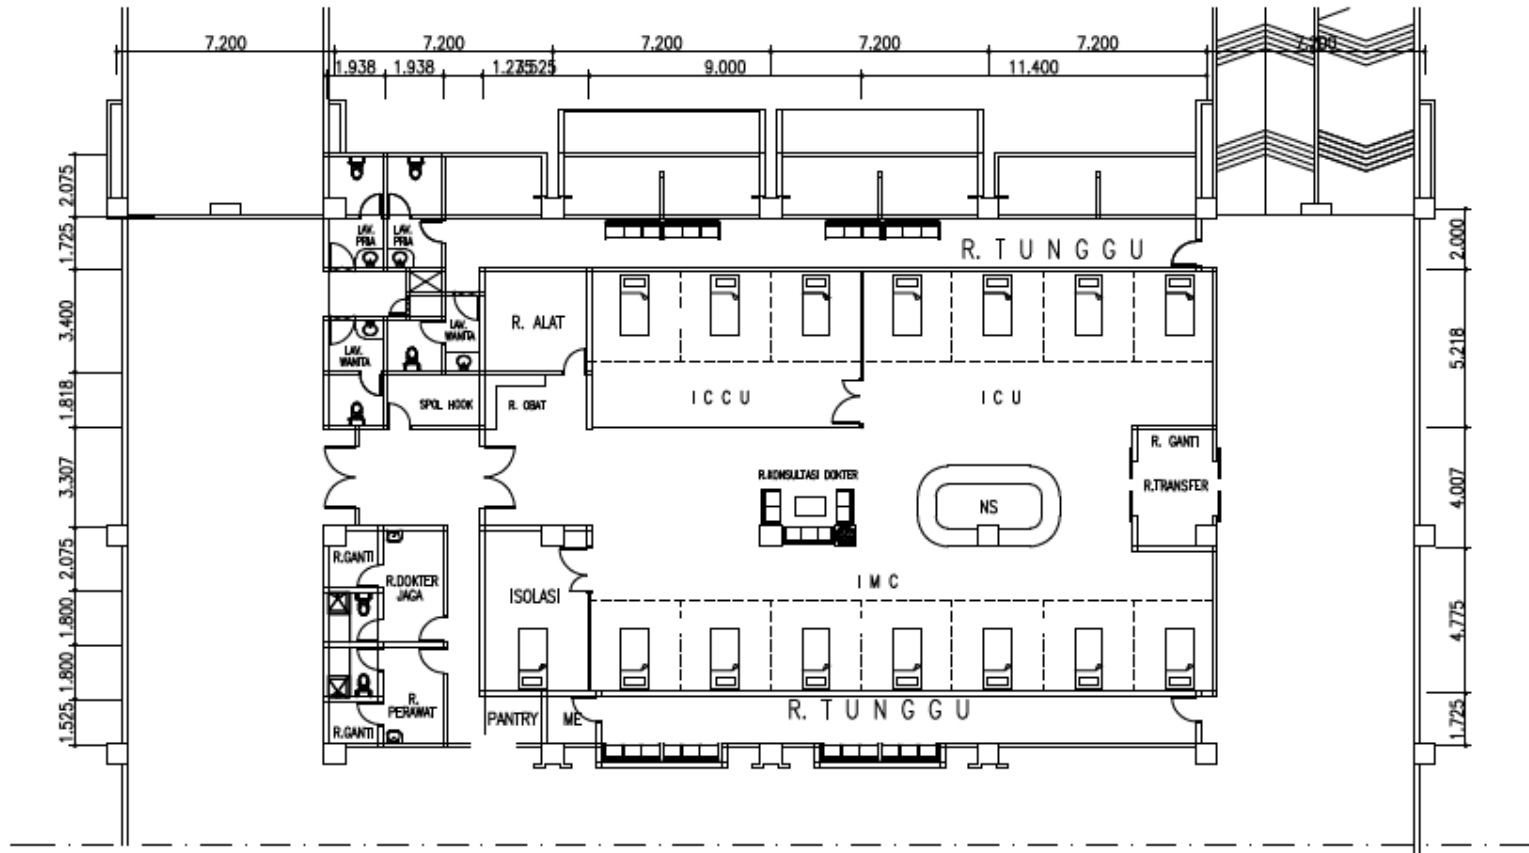 7.200 7.200 7.200 7.200 7.200 7.200
1.938 1.938 9.000 11.400
2.075
1.725
3.400
1.818
3.307
2.075
1.800
1.800
1.525
2.000
5.218
4.007
4.775
1.725
LAV.
PRIA
LAV.
PRIA
R. TUNGGU
R. ALAT
LAV.
WANITA
LAV.
WANITA
SPOL HOOK
R. OBAT
ICCU
ICU
R. GANTI
R.TRANSFER
R.KONSULTASI DOKTER
NS
R.GANTI
R.DOKTER
JAGA
ISOLASI
IMC
R.
PERAWAT
R.GANTI
PANTRY
ME
R. TUNGGU